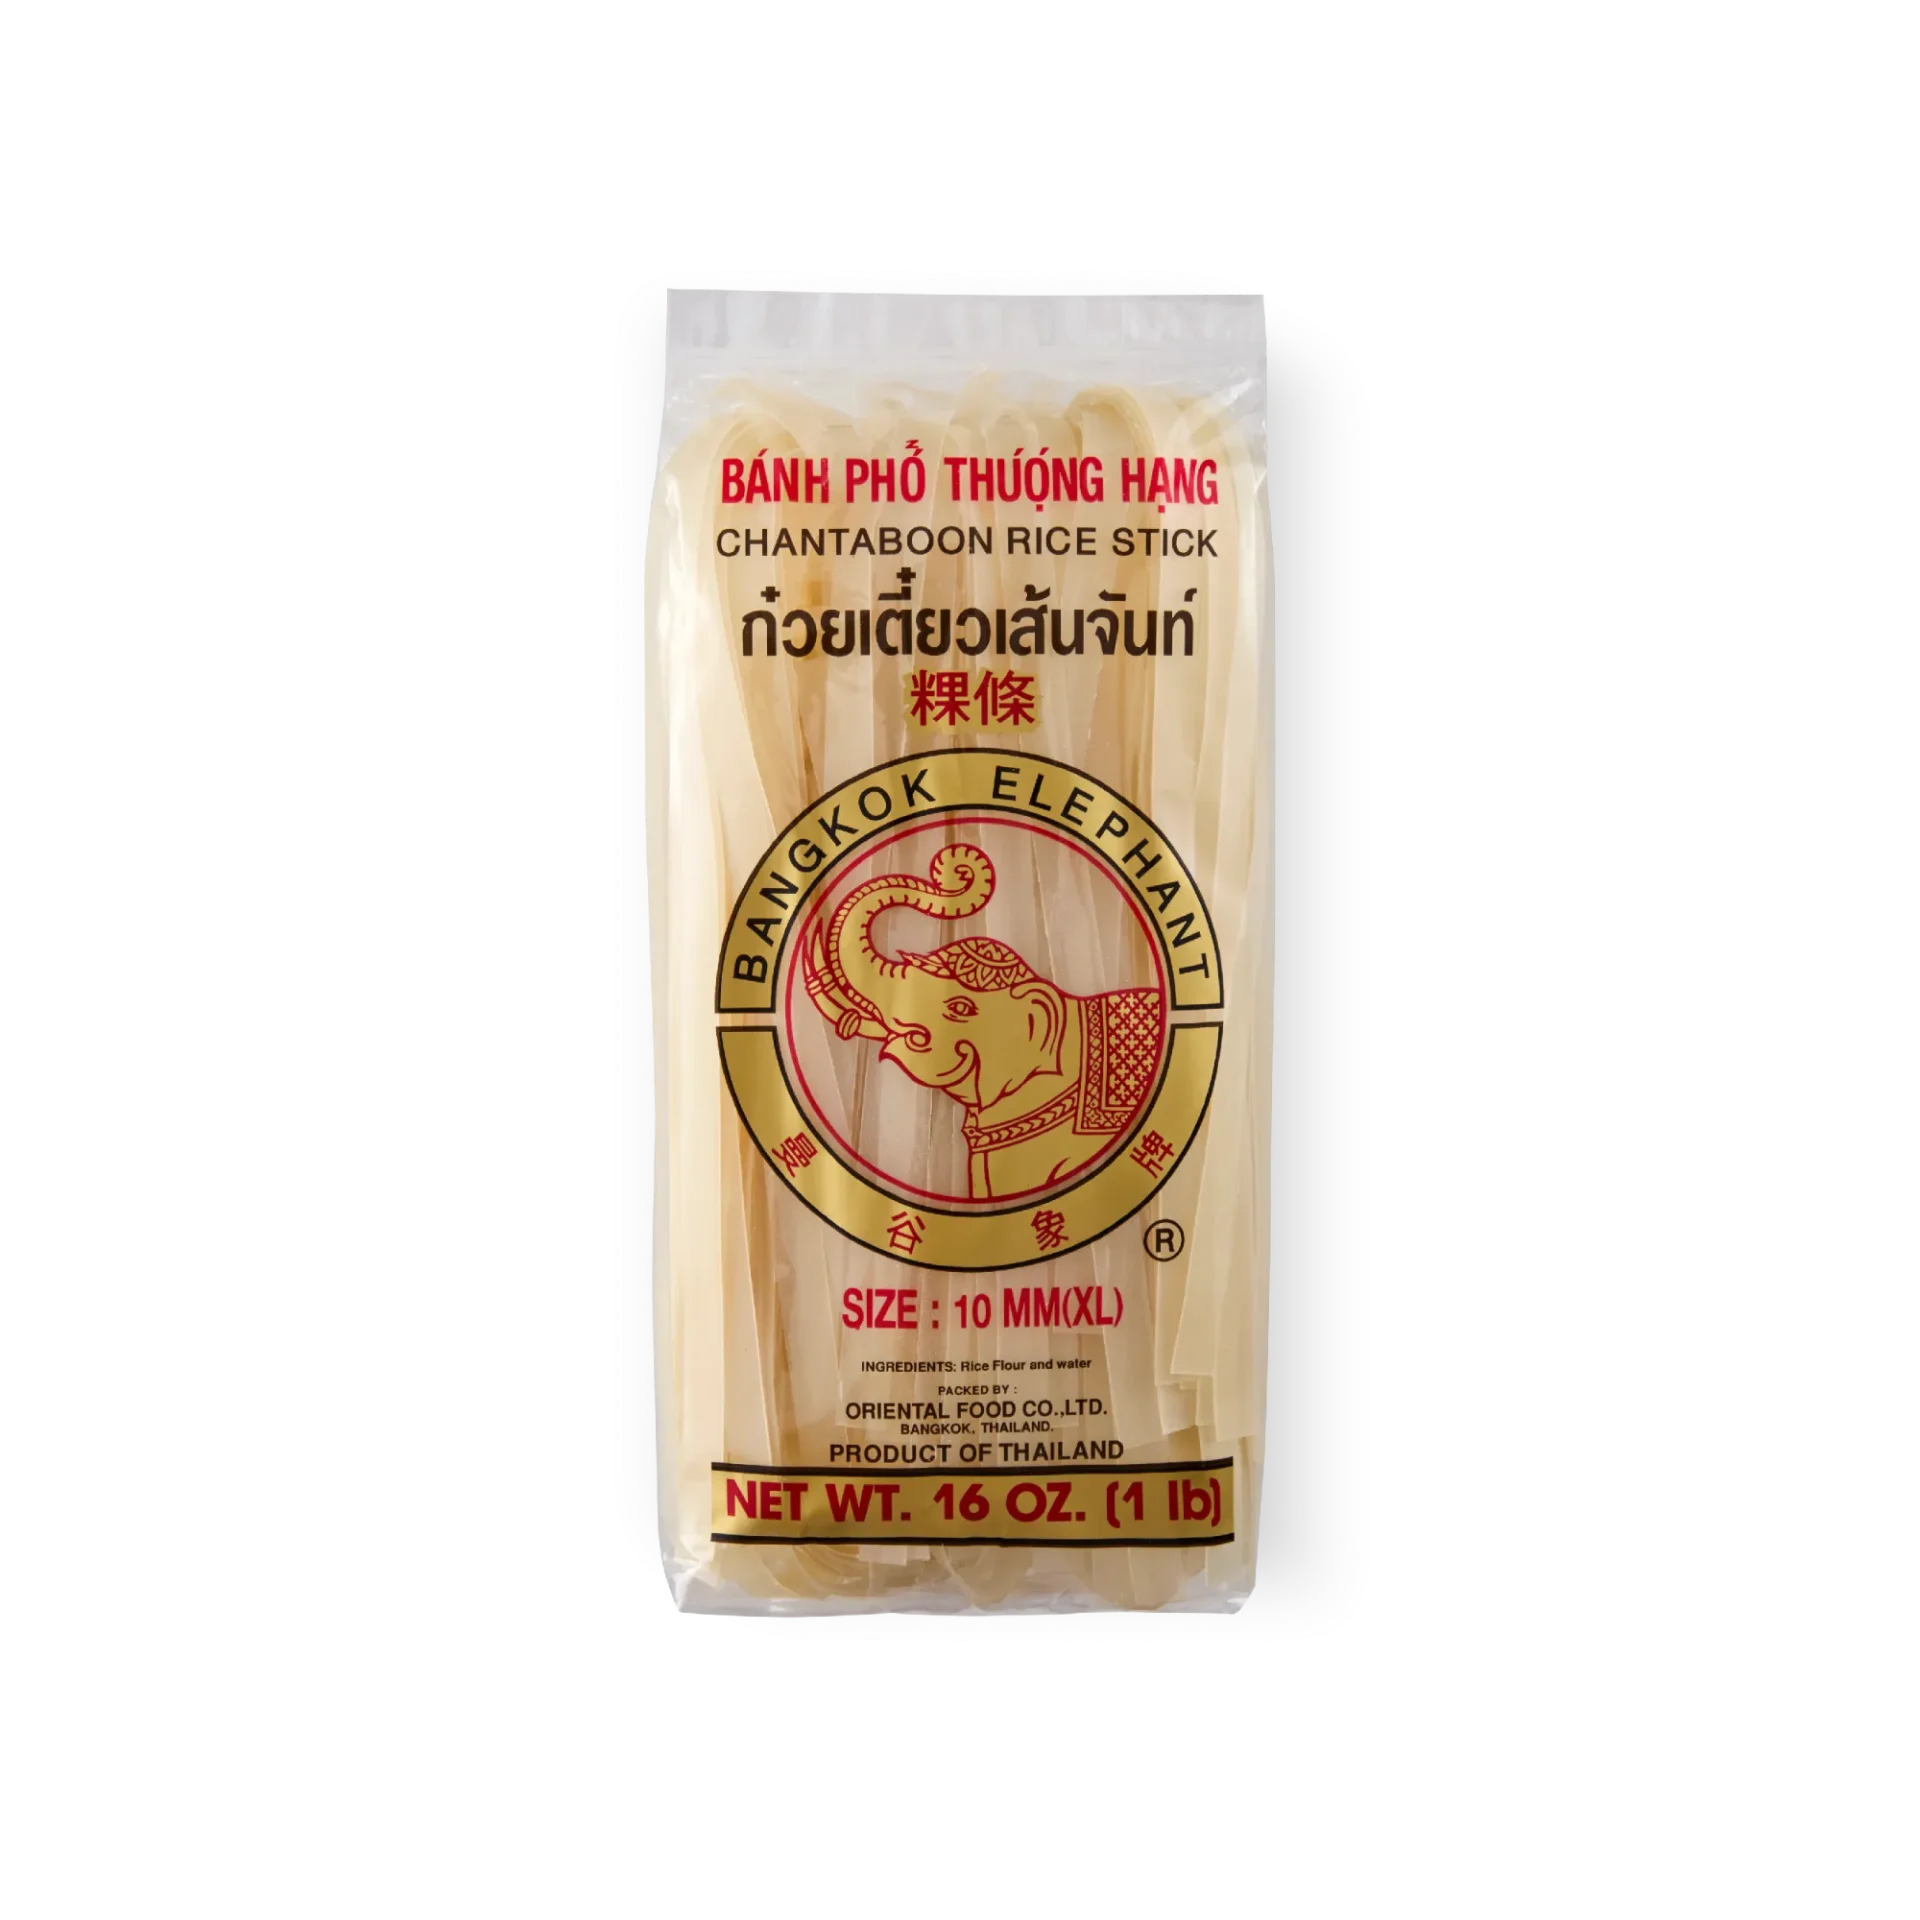 BÁNH PHỔ THƯỢNG HẠNG
CHANTABOON RICE STICK
ก๋วยเตี๋ยวเส้นจันท์
粿條
BANGKOK ELEPHANT
曼谷象牌
®
SIZE : 10 MM(XL)
INGREDIENTS: Rice Flour and water
PACKED BY :
ORIENTAL FOOD CO.,LTD.
BANGKOK, THAILAND.
PRODUCT OF THAILAND
NET WT. 16 OZ. (1 lb)